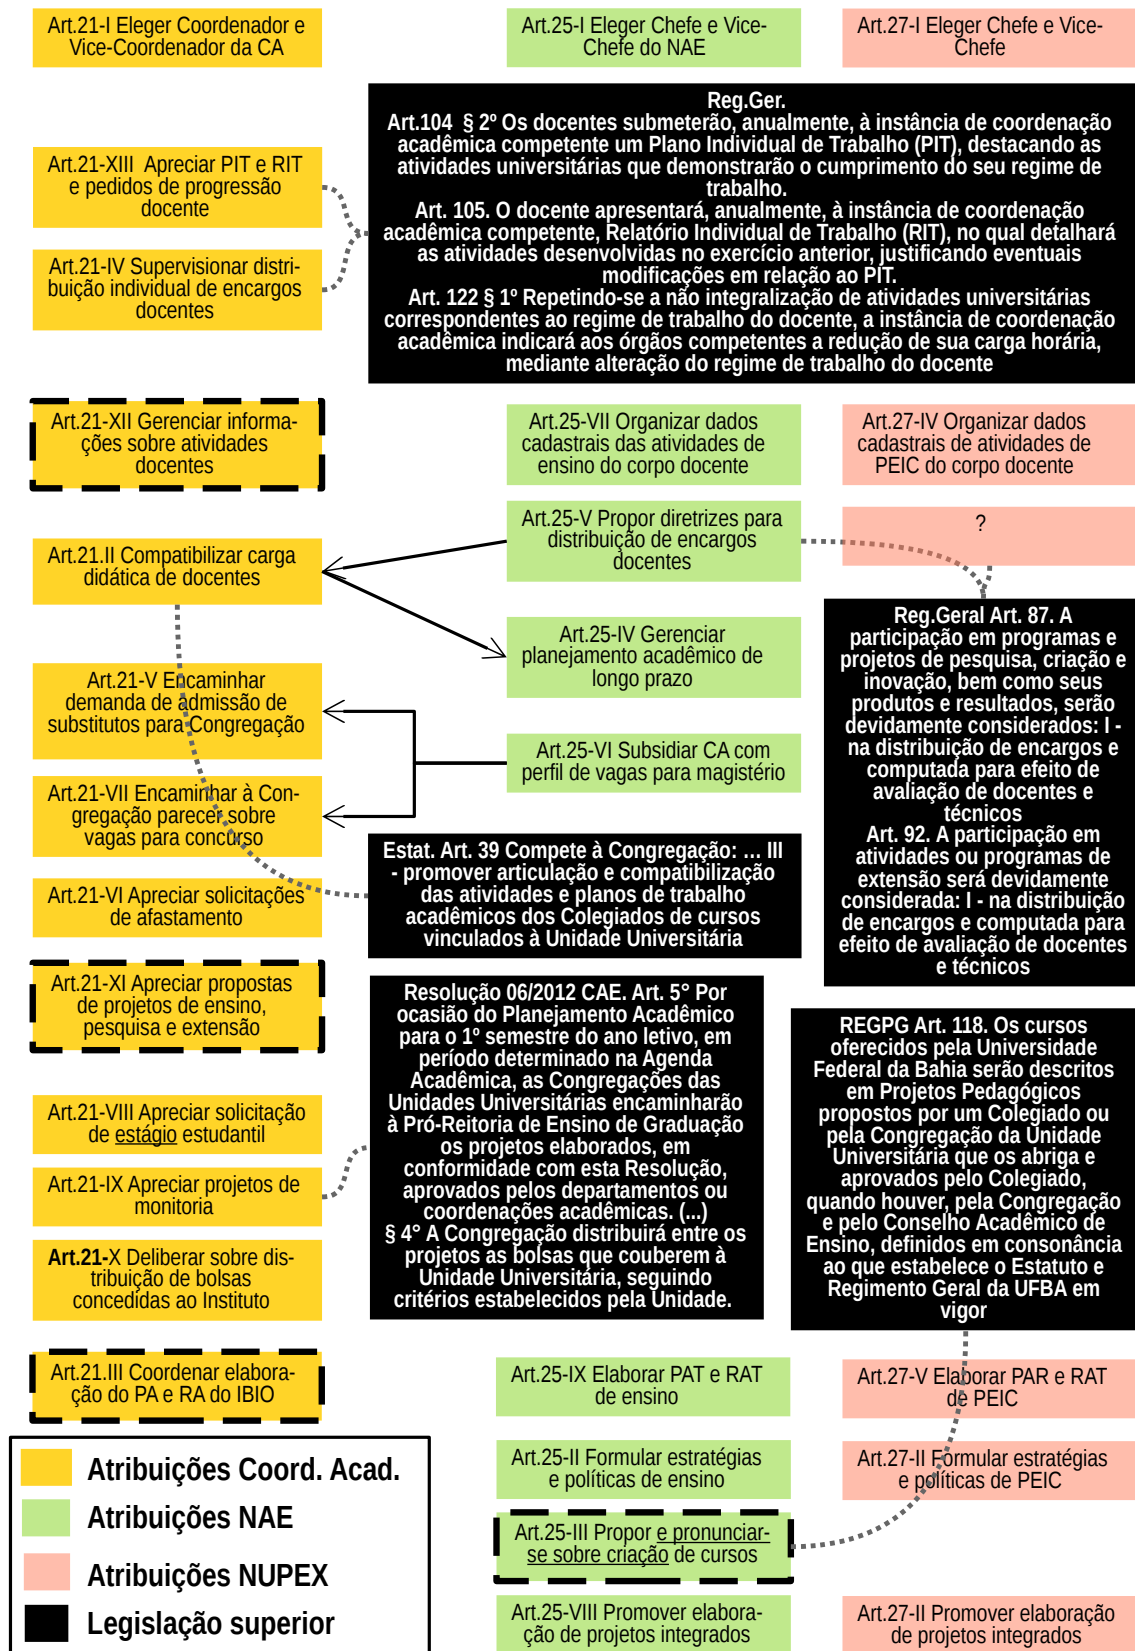 Art.21-I Eleger Coordenador e
Vice-Coordenador da CA
Art.25-I Eleger Chefe e Vice-
Chefe do NAE
Art.27-I Eleger Chefe e Vice-
Chefe
Reg.Ger.
Art.104 § 2º Os docentes submeterão, anualmente, à instância de coordenação
acadêmica competente um Plano Individual de Trabalho (PIT), destacando as
atividades universitárias que demonstrarão o cumprimento do seu regime de
trabalho.
Art. 105. O docente apresentará, anualmente, à instância de coordenação
acadêmica competente, Relatório Individual de Trabalho (RIT), no qual detalhará
as atividades desenvolvidas no exercício anterior, justificando eventuais
modificações em relação ao PIT.
Art. 122 § 1º Repetindo-se a não integralização de atividades universitárias
correspondentes ao regime de trabalho do docente, a instância de coordenação
acadêmica indicará aos órgãos competentes a redução de sua carga horária,
mediante alteração do regime de trabalho do docente
Art.21-XIII Apreciar PIT e RIT
e pedidos de progressão
docente
Art.21-IV Supervisionar distri-
buição individual de encargos
docentes
Art.21-XII Gerenciar informa-
ções sobre atividades
docentes
Art.25-VII Organizar dados
cadastrais das atividades de
ensino do corpo docente
Art.27-IV Organizar dados
cadastrais de atividades de
PEIC do corpo docente
Art.25-V Propor diretrizes para
distribuição de encargos
docentes
?
Art.21.II Compatibilizar carga
didática de docentes
Art.25-IV Gerenciar
planejamento acadêmico de
longo prazo
Reg.Geral Art. 87. A
participação em programas e
projetos de pesquisa, criação e
inovação, bem como seus
produtos e resultados, serão
devidamente considerados: I -
na distribuição de encargos e
computada para efeito de
avaliação de docentes e
técnicos
Art. 92. A participação em
atividades ou programas de
extensão será devidamente
considerada: I - na distribuição
de encargos e computada para
efeito de avaliação de docentes
e técnicos
Art.21-V Encaminhar
demanda de admissão de
substitutos para Congregação
Art.25-VI Subsidiar CA com
perfil de vagas para magistério
Art.21-VII Encaminhar à Con-
gregação parecer sobre
vagas para concurso
Estat. Art. 39 Compete à Congregação: … III
- promover articulação e compatibilização
das atividades e planos de trabalho
acadêmicos dos Colegiados de cursos
vinculados à Unidade Universitária
Art.21-VI Apreciar solicitações
de afastamento
Art.21-XI Apreciar propostas
de projetos de ensino,
pesquisa e extensão
Resolução 06/2012 CAE. Art. 5° Por
ocasião do Planejamento Acadêmico
para o 1º semestre do ano letivo, em
período determinado na Agenda
Acadêmica, as Congregações das
Unidades Universitárias encaminharão
à Pró-Reitoria de Ensino de Graduação
os projetos elaborados, em
conformidade com esta Resolução,
aprovados pelos departamentos ou
coordenações acadêmicas. (...)
§ 4° A Congregação distribuirá entre os
projetos as bolsas que couberem à
Unidade Universitária, seguindo
critérios estabelecidos pela Unidade.
REGPG Art. 118. Os cursos
oferecidos pela Universidade
Federal da Bahia serão descritos
em Projetos Pedagógicos
propostos por um Colegiado ou
pela Congregação da Unidade
Universitária que os abriga e
aprovados pelo Colegiado,
quando houver, pela Congregação
e pelo Conselho Acadêmico de
Ensino, definidos em consonância
ao que estabelece o Estatuto e
Regimento Geral da UFBA em
vigor
Art.21-VIII Apreciar solicitação
de estágio estudantil
Art.21-IX Apreciar projetos de
monitoria
Art.21-X Deliberar sobre dis-
tribuição de bolsas
concedidas ao Instituto
Art.21.III Coordenar elabora-
ção do PA e RA do IBIO
Art.25-IX Elaborar PAT e RAT
de ensino
Art.27-V Elaborar PAR e RAT
de PEIC
Art.25-II Formular estratégias
e políticas de ensino
Art.27-II Formular estratégias
e políticas de PEIC
Art.25-III Propor e pronunciar-
se sobre criação de cursos
Art.25-VIII Promover elabora-
ção de projetos integrados
Art.27-II Promover elaboração
de projetos integrados
Atribuições Coord. Acad.
Atribuições NAE
Atribuições NUPEX
Legislação superior